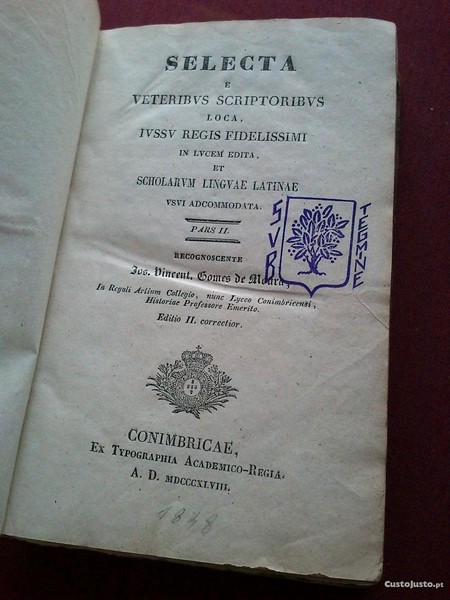 SELECTA
E
VETERIBVS SCRIPTORIBVS
LOCA,
IVSSV REGIS FIDELISSIMI
IN LVCEM EDITA,
ET
SCHOLARVM LINGVAE LATINAE
VSVI ADCOMMODATA.
PARS II.
SVB
TEGMINE
RECOGNOSCENTE
Jos. Vincent. Gomes de Moura,
In Regali Artium Collegio, nunc Lyceo Conimbricensi,
Historiae Professore Emerito.
Editio II. correctior.
CONIMBRICAE,
EX TYPOGRAPHIA ACADEMICO-REGIA.
A. D. MDCCCXLVIII.
1848
CustoJusto.pt